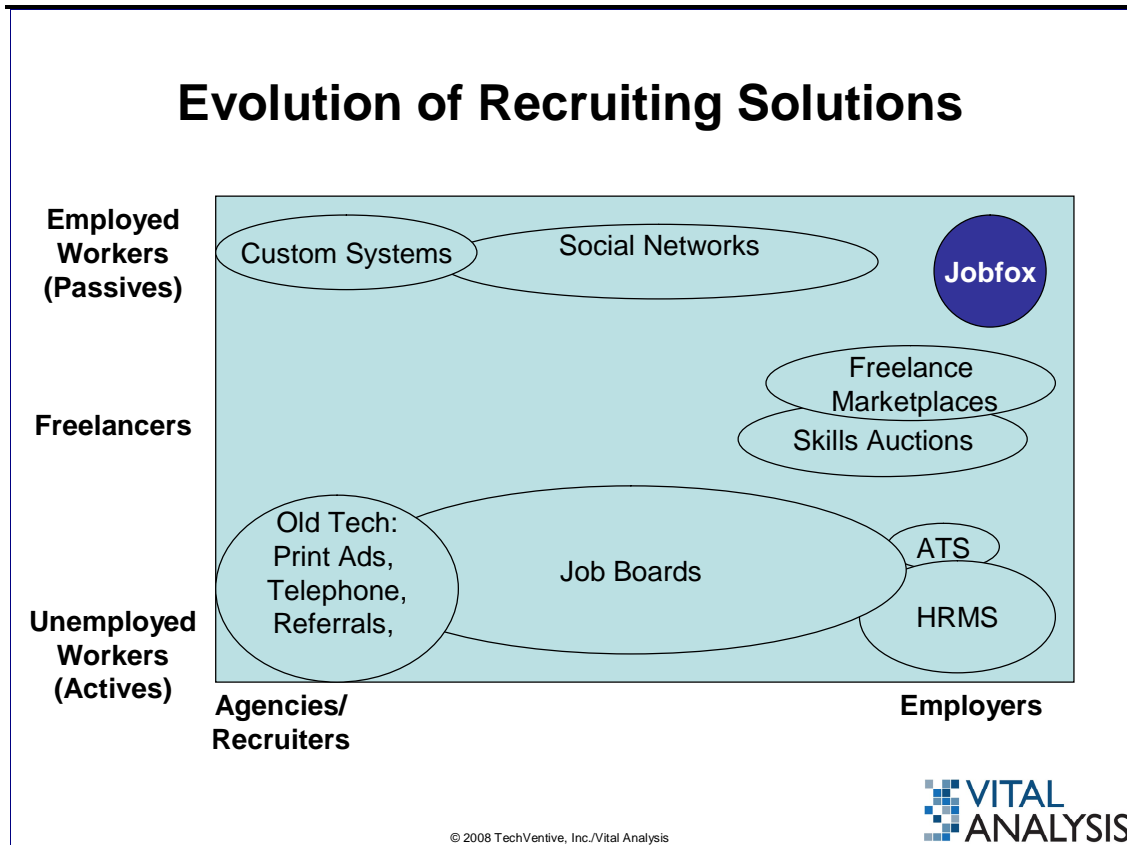 Evolution of Recruiting Solutions
Employed
Workers
(Passives)
Custom Systems
Social Networks
Jobfox
Freelance
Marketplaces
Freelancers
Skills Auctions
Old Tech:
Print Ads,
Telephone,
Referrals,
Job Boards
ATS
HRMS
Unemployed
Workers
(Actives)
Agencies/
Recruiters
Employers
VITAL
ANALYSIS
© 2008 TechVentive, Inc./Vital Analysis